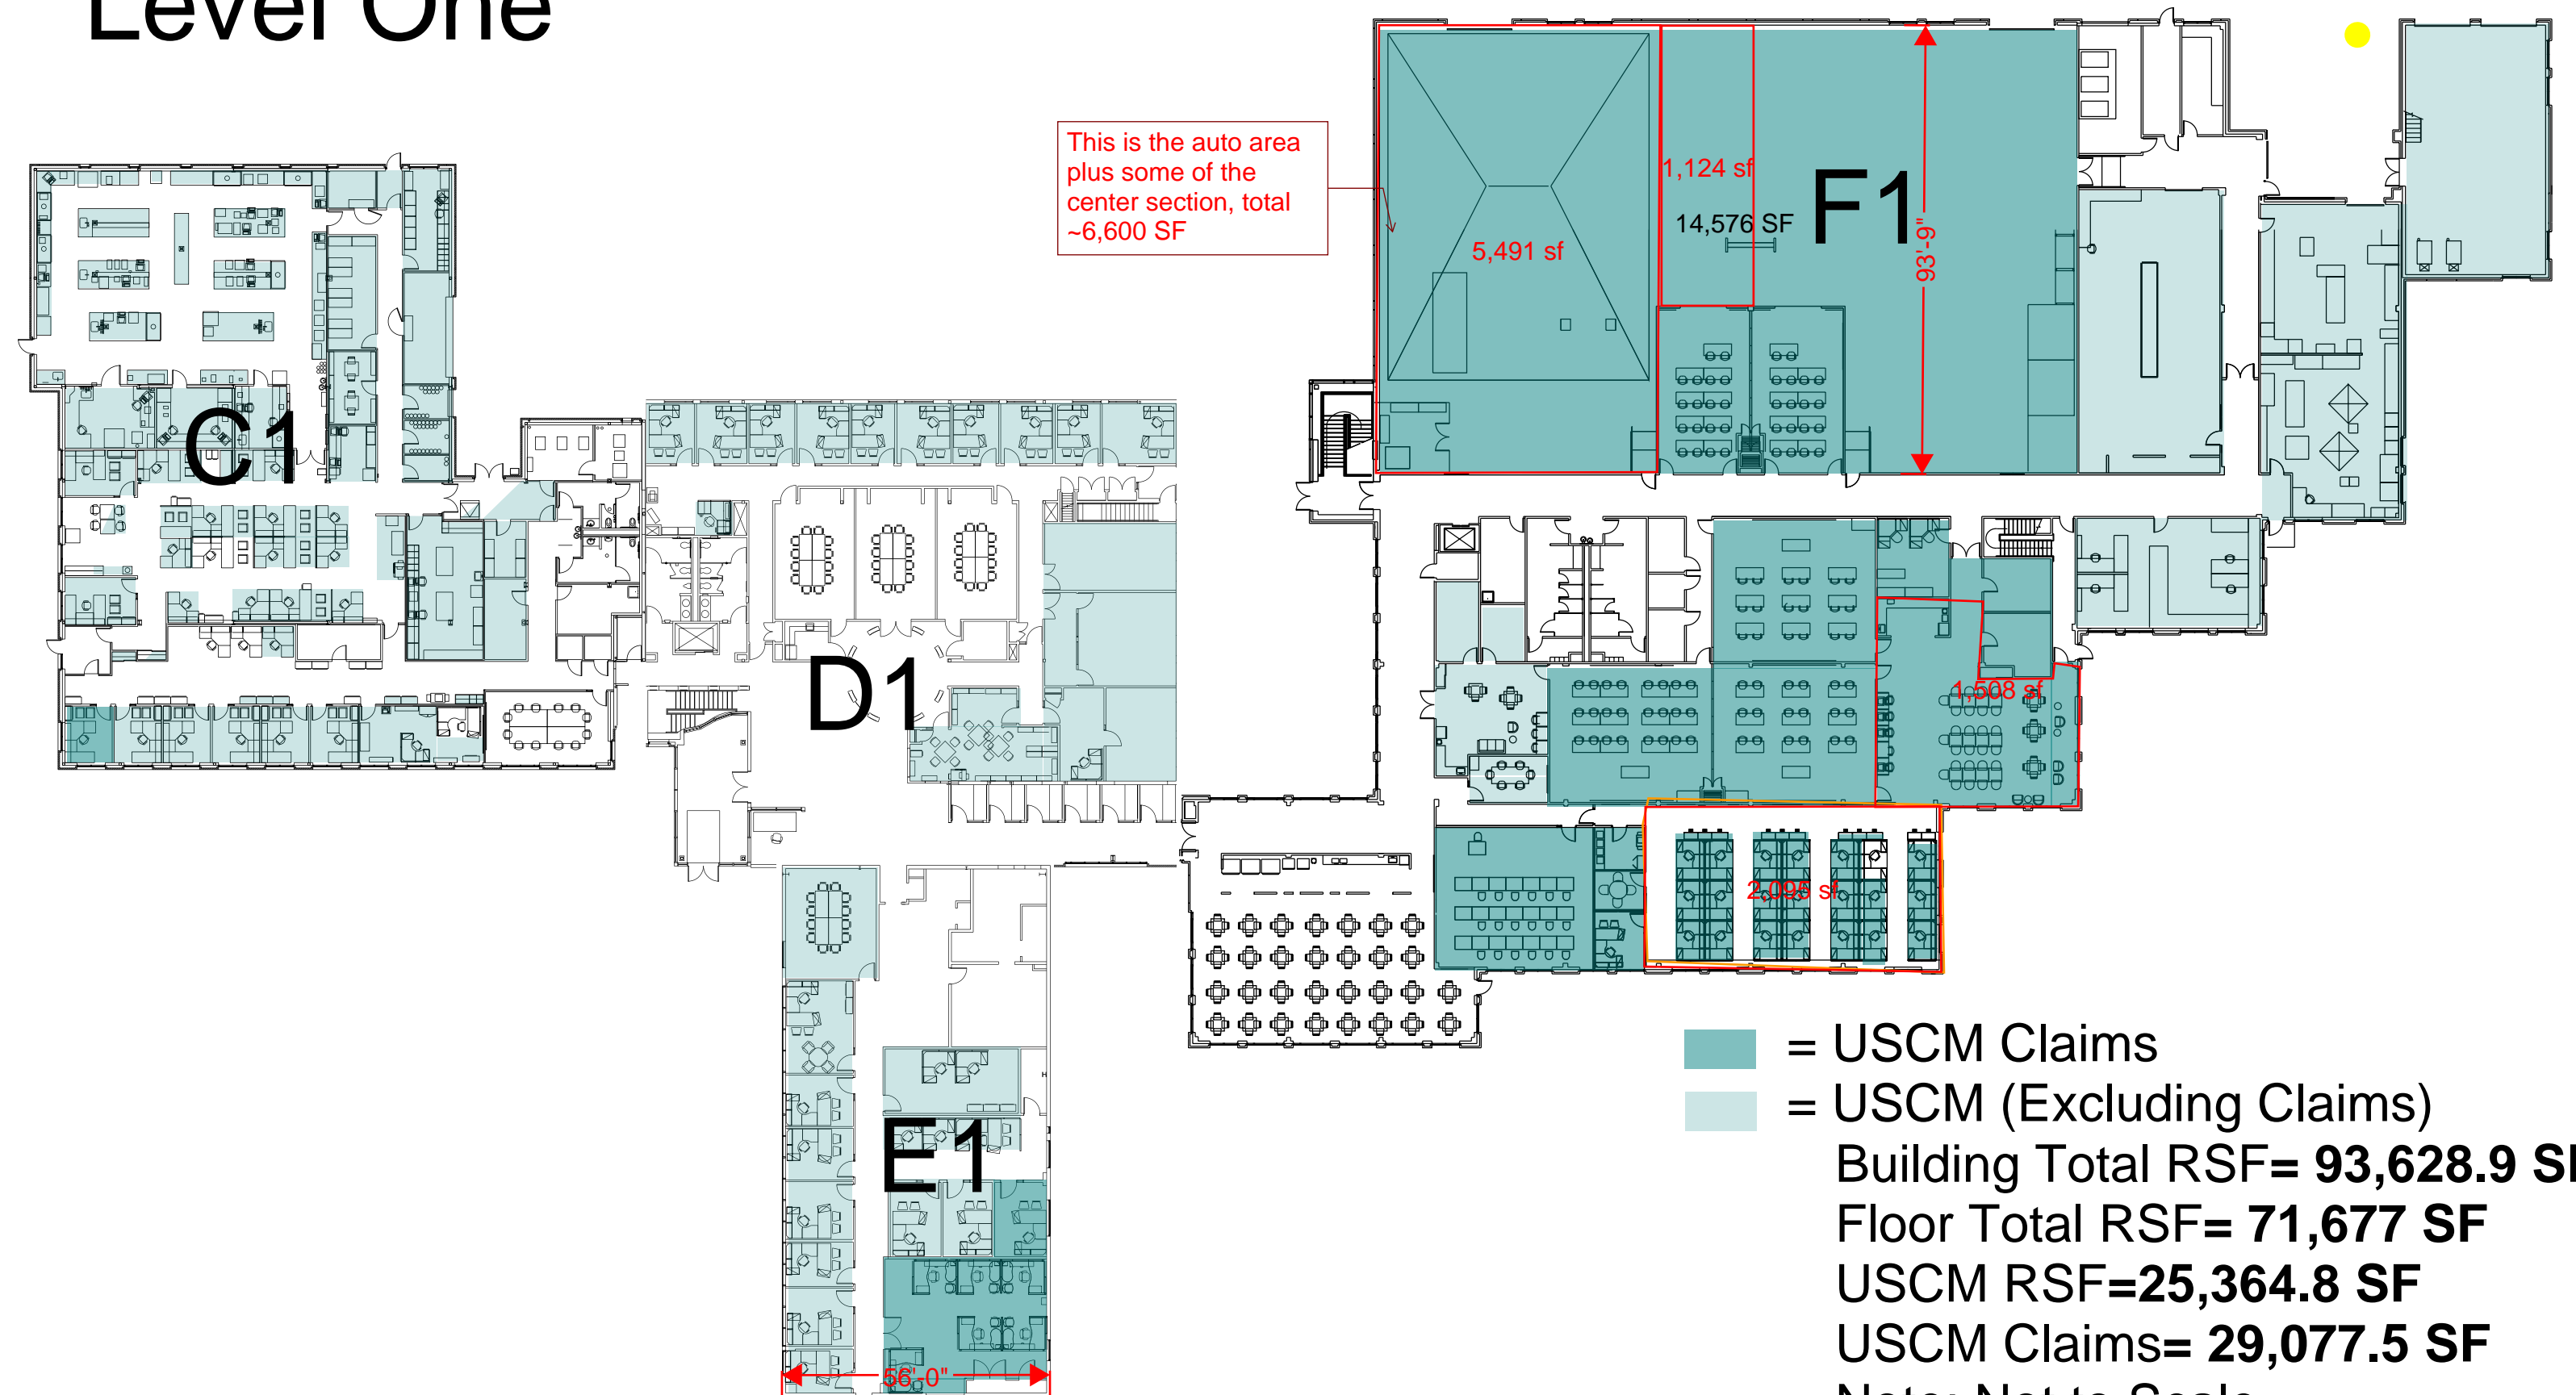 Level One
This is the auto area
plus some of the
center section, total
~6,600 SF
1,124 sf
F1
14,576 SF
5,491 sf
93'-9"
C1
D1
1,508 sf
2,095 sf
E1
56'-0"
= USCM Claims
= USCM (Excluding Claims)
Building Total RSF= 93,628.9 SF
Floor Total RSF= 71,677 SF
USCM RSF=25,364.8 SF
USCM Claims= 29,077.5 SF
Note: Not to Scale